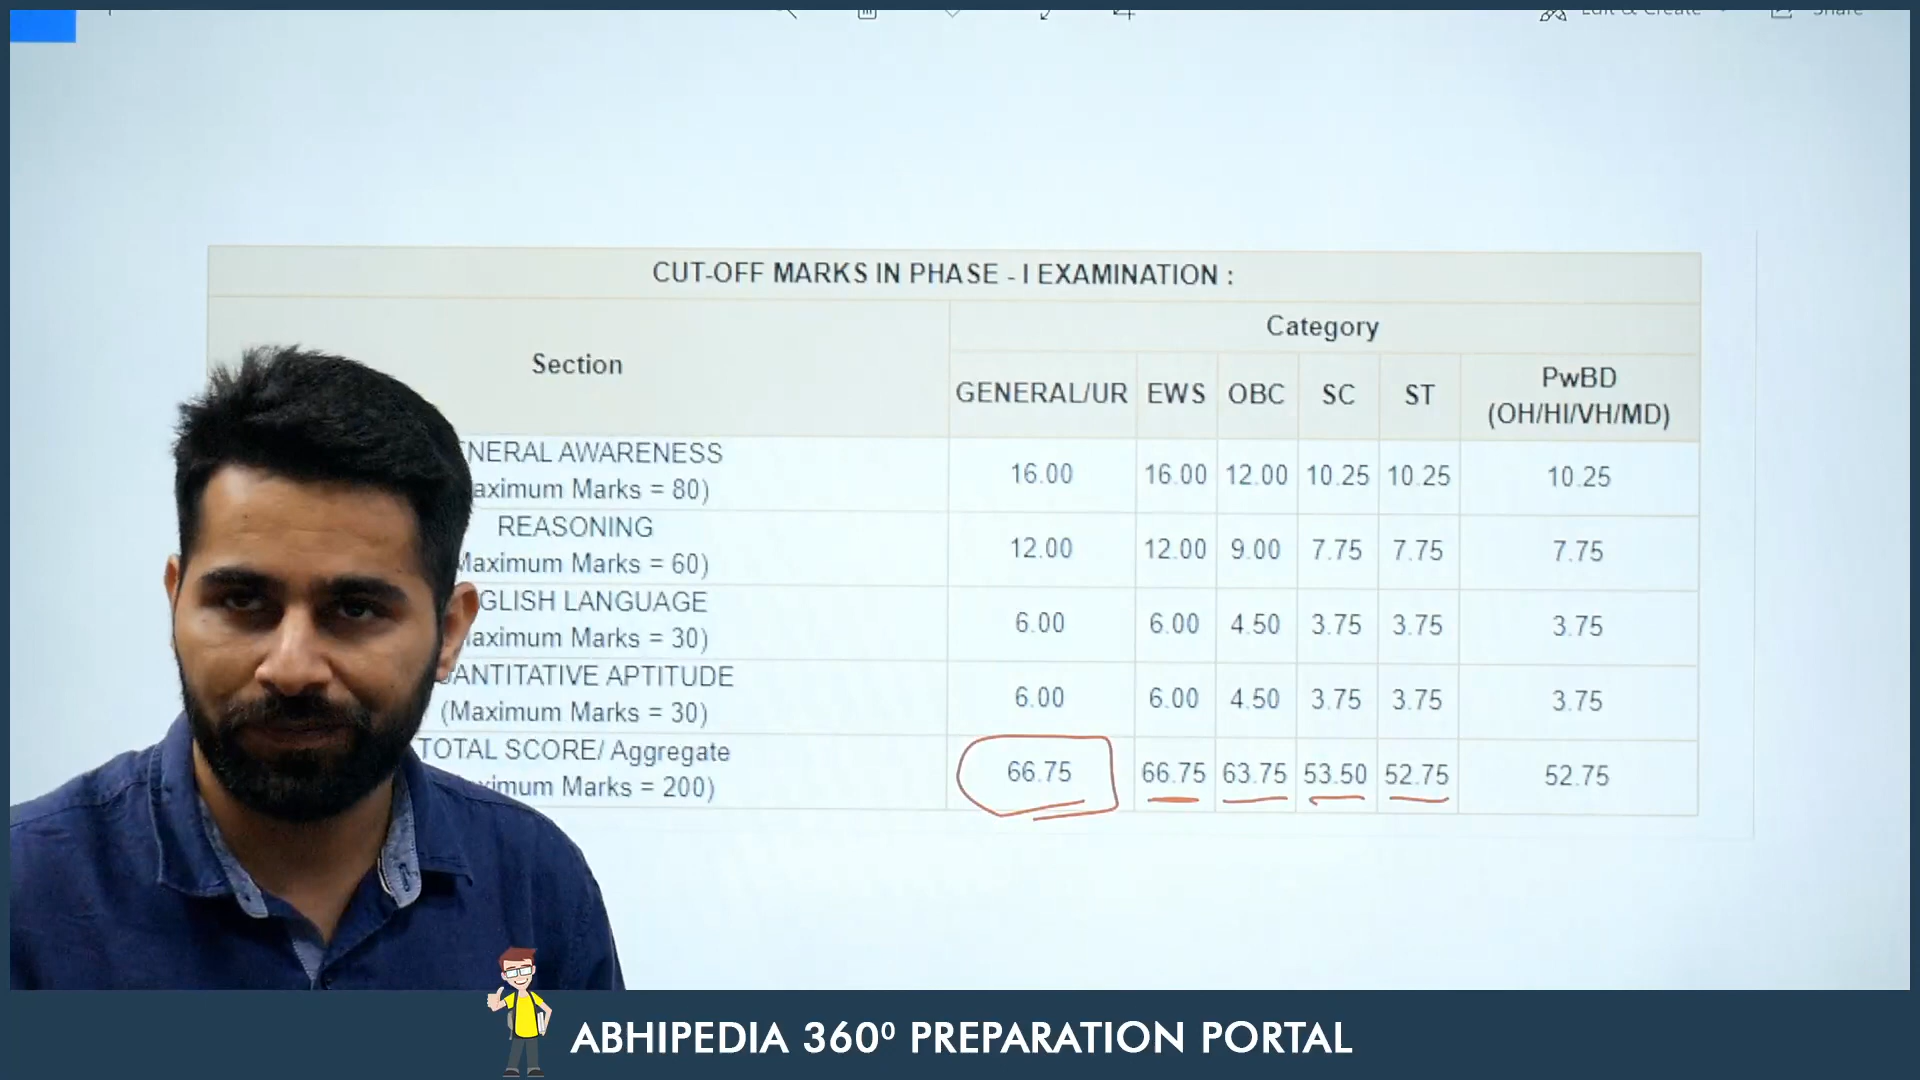 Edit & Create
Share
CUT-OFF MARKS IN PHASE - I EXAMINATION :
Section
Category
GENERAL/UR EWS OBC SC ST PwBD
(OH/HI/VH/MD)
NERAL AWARENESS
aximum Marks = 80)
16.00 16.00 12.00 10.25 10.25 10.25
REASONING
Maximum Marks = 60)
12.00 12.00 9.00 7.75 7.75 7.75
GLISH LANGUAGE
aximum Marks = 30)
6.00 6.00 4.50 3.75 3.75 3.75
ANTITATIVE APTITUDE
(Maximum Marks = 30)
6.00 6.00 4.50 3.75 3.75 3.75
TOTAL SCORE/ Aggregate
ximum Marks = 200)
66.75 66.75 63.75 53.50 52.75 52.75
ABHIPEDIA 360⁰ PREPARATION PORTAL